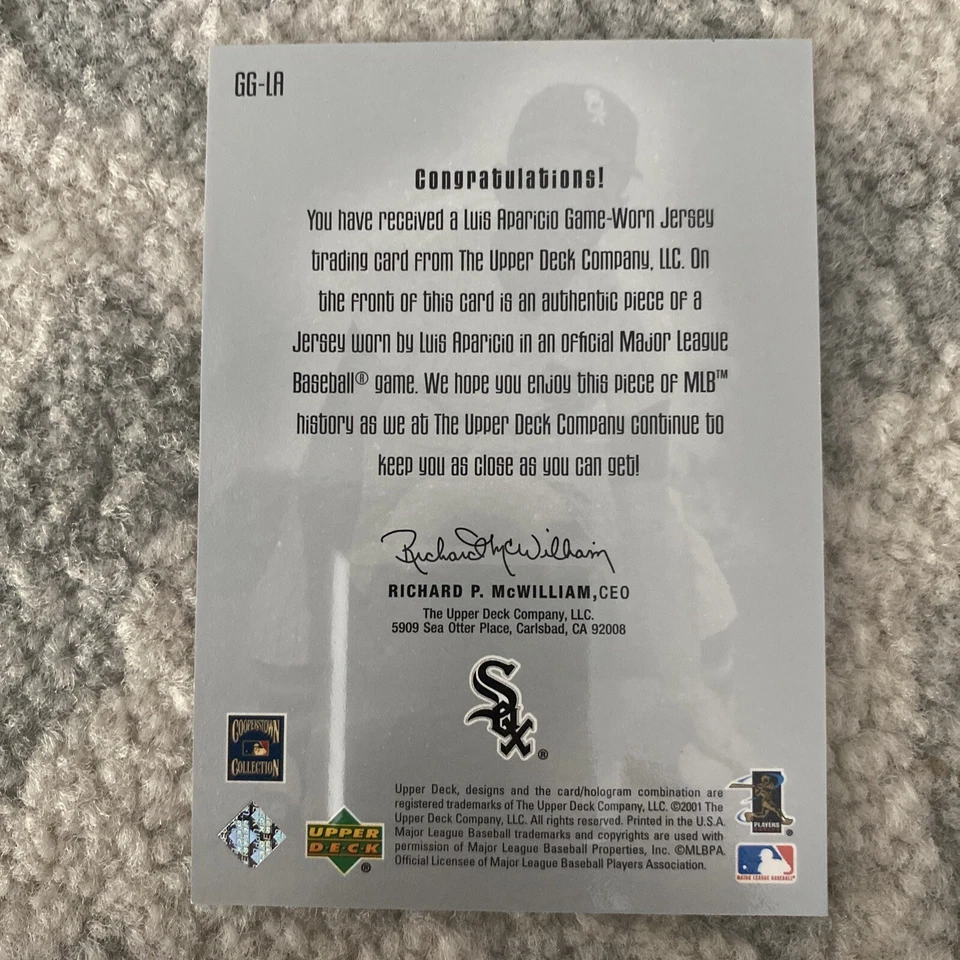 GG-LA
Congratulations!
You have received a Luis Aparicio Game-Worn Jersey
trading card from The Upper Deck Company, LLC. On
the front of this card is an authentic piece of a
Jersey worn by Luis Aparicio in an official Major League
Baseball® game. We hope you enjoy this piece of MLB™
history as we at The Upper Deck Company continue to
keep you as close as you can get!
Richard McWilliam
RICHARD P. McWILLIAM, CEO
The Upper Deck Company, LLC.
5909 Sea Otter Place, Carlsbad, CA 92008
Sox®
COOPERSTOWN
COLLECTION
UPPER
DECK®
Upper Deck, designs and the card/hologram combination are
registered trademarks of The Upper Deck Company, LLC. ©2001 The
Upper Deck Company, LLC. All rights reserved. Printed in the U.S.A.
Major League Baseball trademarks and copyrights are used with
permission of Major League Baseball Properties, Inc. ©MLBPA.
Official Licensee of Major League Baseball Players Association.
PLAYERS
®
MAJOR LEAGUE BASEBALL®